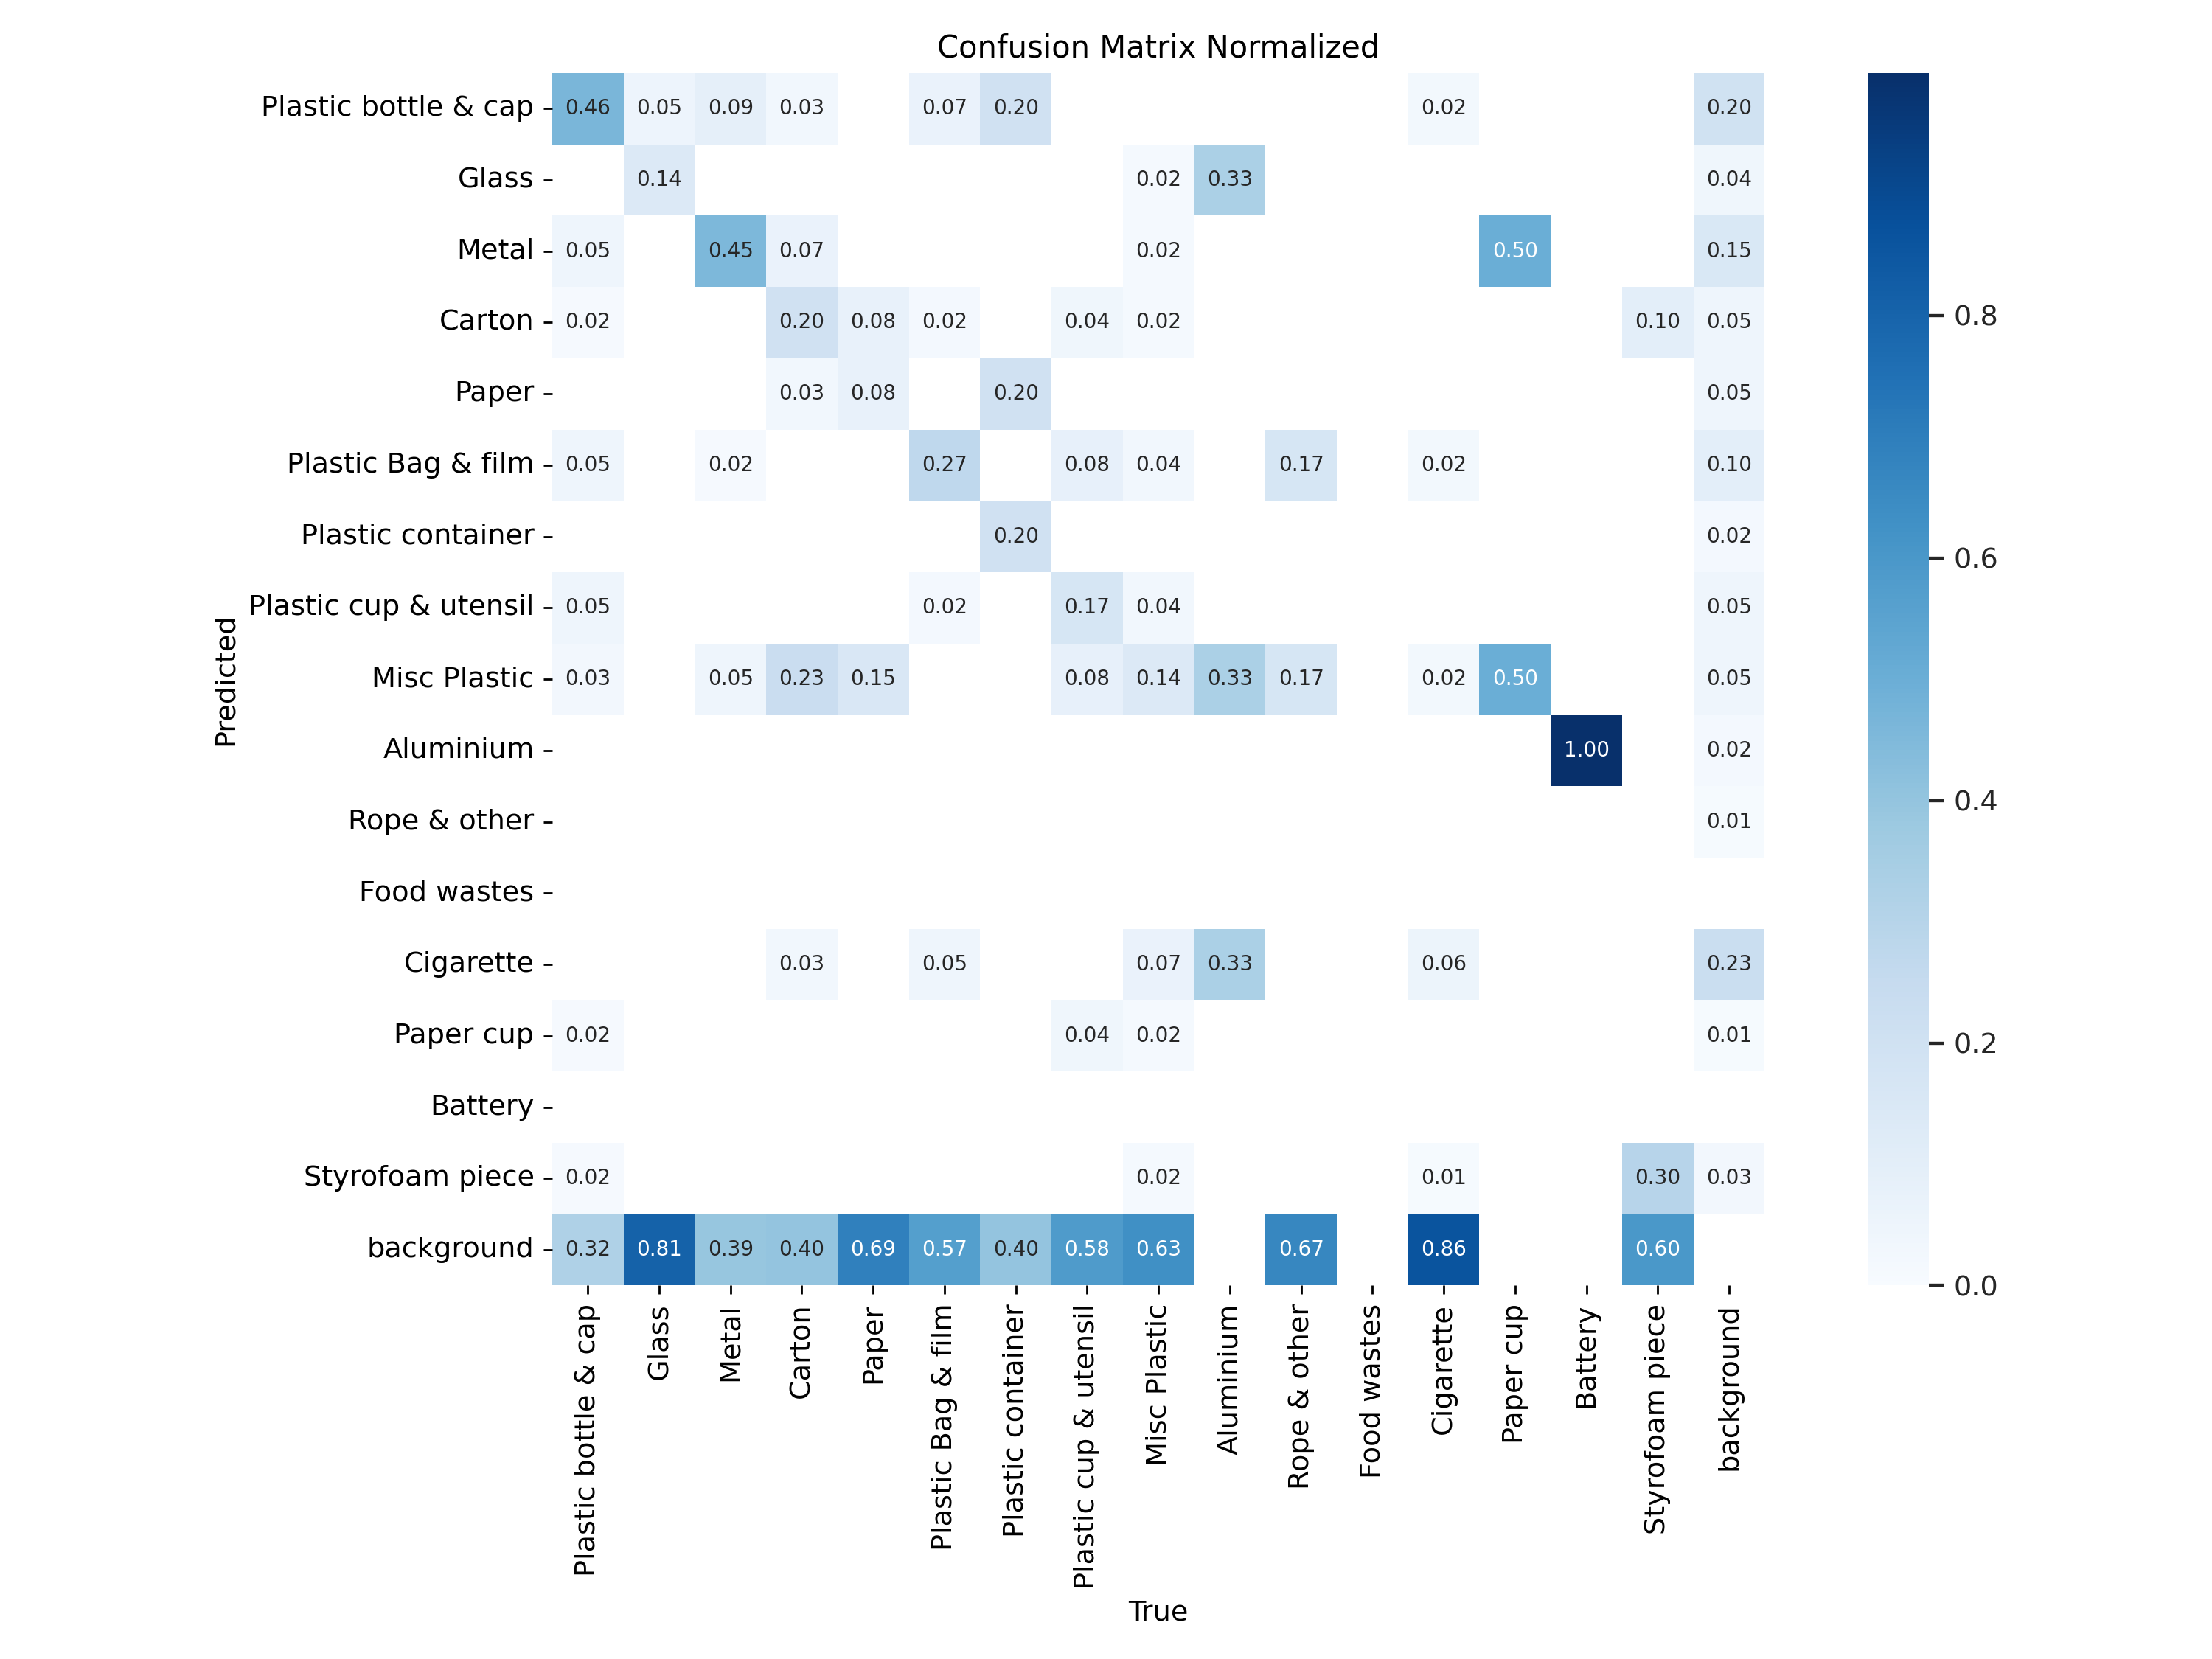 Confusion Matrix Normalized
Plastic bottle & cap 0.46 0.05 0.09 0.03 0.07 0.20 0.02 0.20
Glass 0.14 0.02 0.33 0.04
Metal 0.05 0.45 0.07 0.02 0.50 0.15
Carton 0.02 0.20 0.08 0.02 0.04 0.02 0.10 0.05
Paper 0.03 0.08 0.20 0.05
Plastic Bag & film 0.05 0.02 0.27 0.08 0.04 0.17 0.02 0.10
Plastic container 0.20 0.02
Plastic cup & utensil 0.05 0.02 0.17 0.04 0.05
Misc Plastic 0.03 0.05 0.23 0.15 0.08 0.14 0.33 0.17 0.02 0.50 0.05
Aluminium 1.00 0.02
Rope & other 0.01
Food wastes
Cigarette 0.03 0.05 0.07 0.33 0.06 0.23
Paper cup 0.02 0.04 0.02 0.01
Battery
Styrofoam piece 0.02 0.02 0.01 0.30 0.03
background 0.32 0.81 0.39 0.40 0.69 0.57 0.40 0.58 0.63 0.67 0.86 0.60
Predicted
Plastic bottle & cap
Glass
Metal
Carton
Paper
Plastic Bag & film
Plastic container
Plastic cup & utensil
Misc Plastic
Aluminium
Rope & other
Food wastes
Cigarette
Paper cup
Battery
Styrofoam piece
background
True
0.8
0.6
0.4
0.2
0.0